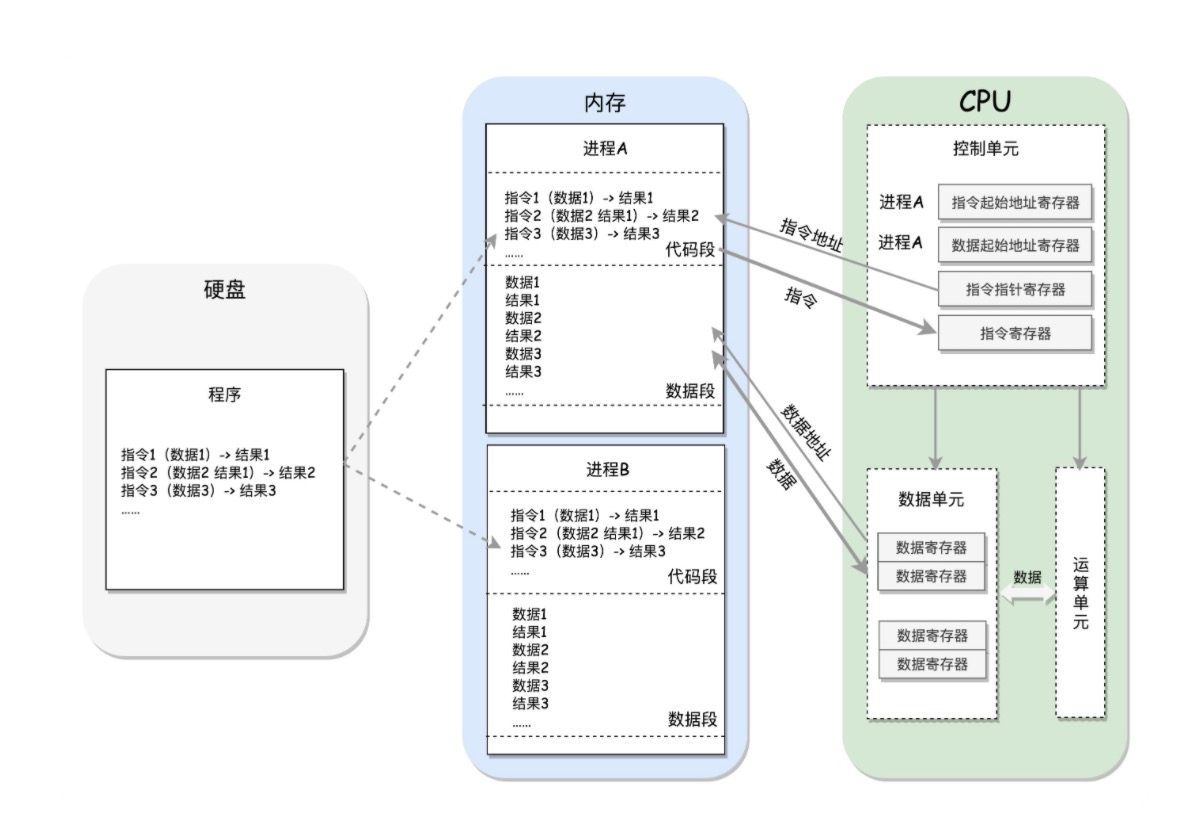 硬盘
程序
指令1（数据1）-> 结果1
指令2（数据2 结果1）-> 结果2
指令3（数据3）-> 结果3
……
内存
进程A
指令1（数据1）-> 结果1
指令2（数据2 结果1）-> 结果2
指令3（数据3）-> 结果3
……
代码段
数据1
结果1
数据2
结果2
数据3
结果3
……
数据段
进程B
指令1（数据1）-> 结果1
指令2（数据2 结果1）-> 结果2
指令3（数据3）-> 结果3
……
代码段
数据1
结果1
数据2
结果2
数据3
结果3
……
数据段
指令地址
指令
数据地址
数据
CPU
控制单元
进程A 指令起始地址寄存器
进程A 数据起始地址寄存器
指令指针寄存器
指令寄存器
数据单元
数据寄存器
数据寄存器
数据寄存器
数据寄存器
数据
运算单元